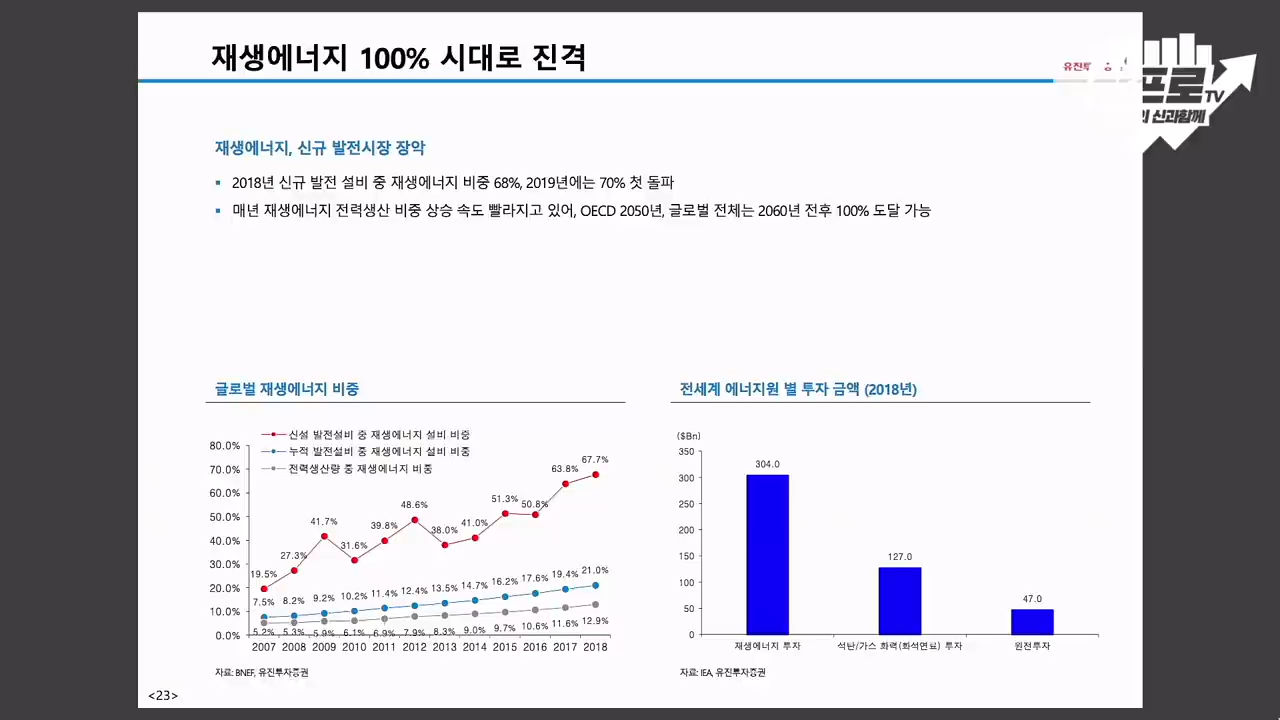 재생에너지 100% 시대로 진격
유진투
프로TV
신과함께
재생에너지, 신규 발전시장 장악
▪ 2018년 신규 발전 설비 중 재생에너지 비중 68%, 2019년에는 70% 첫 돌파
▪ 매년 재생에너지 전력생산 비중 상승 속도 빨라지고 있어, OECD 2050년, 글로벌 전체는 2060년 전후 100% 도달 가능
글로벌 재생에너지 비중
신설 발전설비 중 재생에너지 설비 비중
누적 발전설비 중 재생에너지 설비 비중
전력생산량 중 재생에너지 비중
80.0%
70.0%
60.0%
50.0%
40.0%
30.0%
20.0%
10.0%
0.0%
19.5% 27.3% 41.7% 31.6% 39.8% 48.6% 38.0% 41.0% 51.3% 50.8% 63.8% 67.7%
7.5% 8.2% 9.2% 10.2% 11.4% 12.4% 13.5% 14.7% 16.2% 17.6% 19.4% 21.0%
5.2% 5.3% 5.9% 6.1% 6.9% 7.9% 8.3% 9.0% 9.7% 10.6% 11.6% 12.9%
2007 2008 2009 2010 2011 2012 2013 2014 2015 2016 2017 2018
자료: BNEF, 유진투자증권
전세계 에너지원 별 투자 금액 (2018년)
($Bn)
350
300
250
200
150
100
50
0
304.0
127.0
47.0
재생에너지 투자 석탄/가스 화력(화석연료) 투자 원전투자
자료: IEA, 유진투자증권
<23>